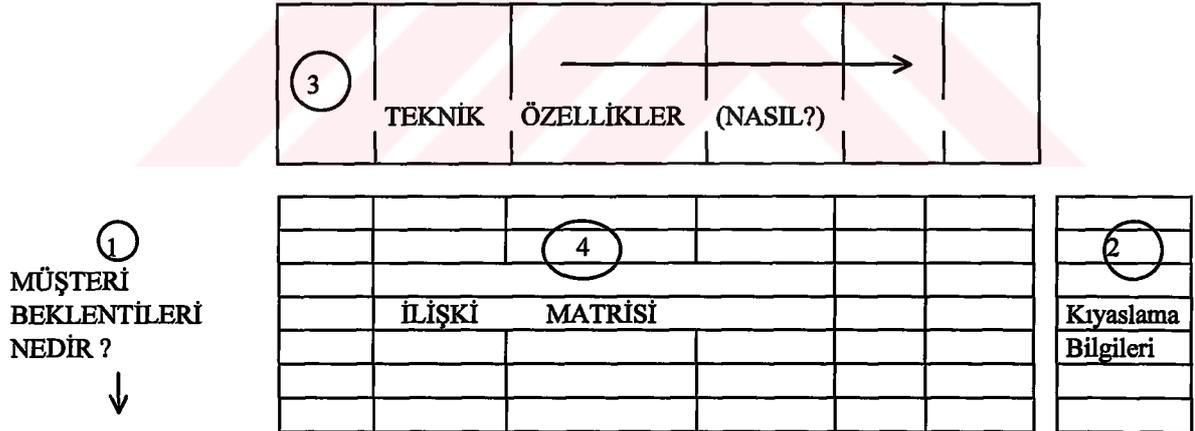 3
TEKNİK ÖZELLİKLER (NASIL?)
1
MÜŞTERİ
BEKLENTİLERİ
NEDİR ?
4
İLİŞKİ MATRİSİ
2
Kıyaslama
Bilgileri